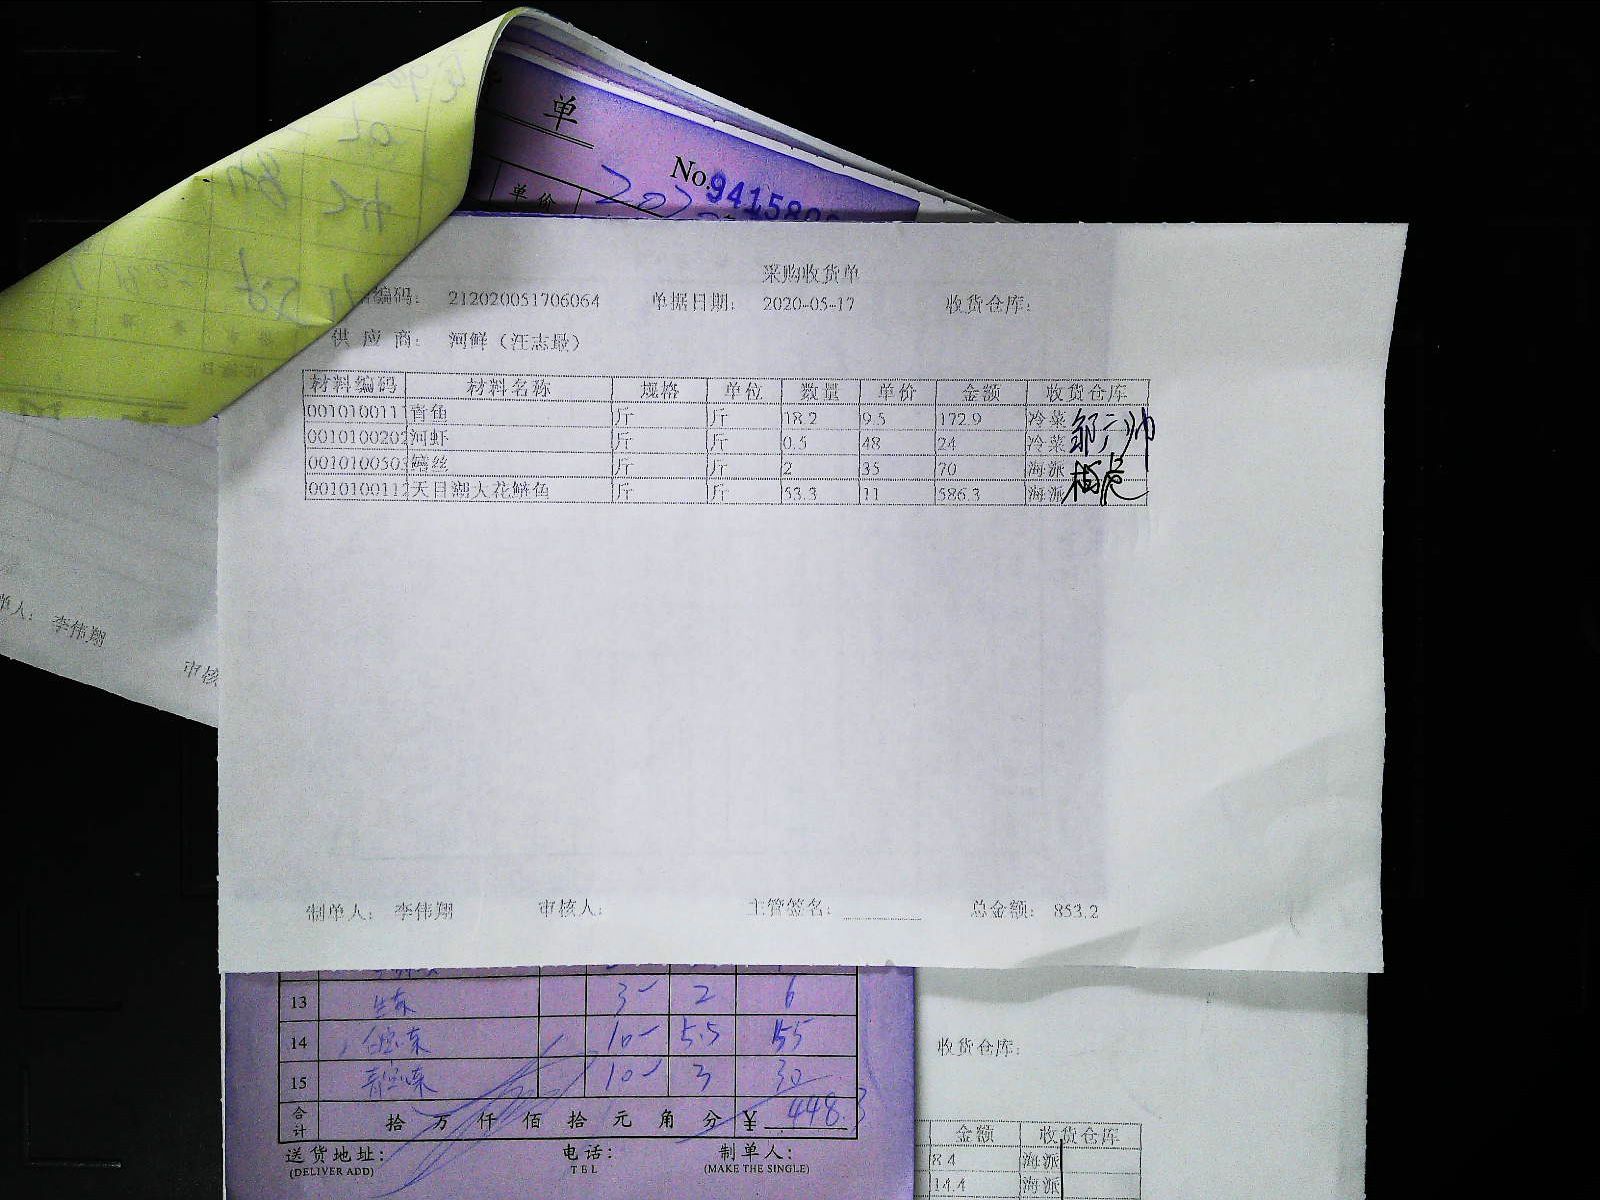 单
No.
单价
采购收货单
编码： 212020051706064 单据日期： 2020-05-17 收货仓库：
供应商： 河鲜（汪志最）
材料编码 材料名称 规格 单位 数量 单价 金额 收货仓库
0010100111 青鱼 斤 斤 18.2 9.5 172.9 冷菜
0010100202 河虾 斤 斤 0.5 48 24 冷菜
0010100503 鳝丝 斤 斤 2 35 70 海派
0010100112 天目湖大花鲢鱼 斤 斤 53.3 11 586.3 海派
单人： 李伟翔
审核
制单人： 李伟翔 审核人： 主管签名： 总金额： 853.2
13 3 2 6
14 10 5.5 55
15 10 3 30
合计 拾 万 仟 佰 拾 元 角 分 ¥ 448.3
送货地址： 电话： 制单人：
(DELIVER ADD) TEL (MAKE THE SINGLE)
收货仓库：
金额 收货仓库
8.4 海派
14.4 海派